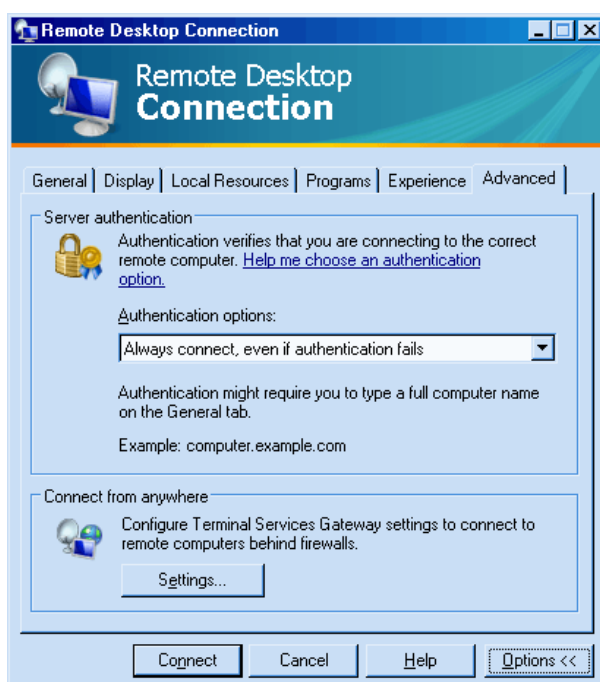 Remote Desktop Connection
Remote Desktop
Connection
General Display Local Resources Programs Experience Advanced
Server authentication
Authentication verifies that you are connecting to the correct
remote computer. Help me choose an authentication
option.
Authentication options:
Always connect, even if authentication fails
Authentication might require you to type a full computer name
on the General tab.
Example: computer.example.com
Connect from anywhere
Configure Terminal Services Gateway settings to connect to
remote computers behind firewalls.
Settings...
Connect Cancel Help Options <<